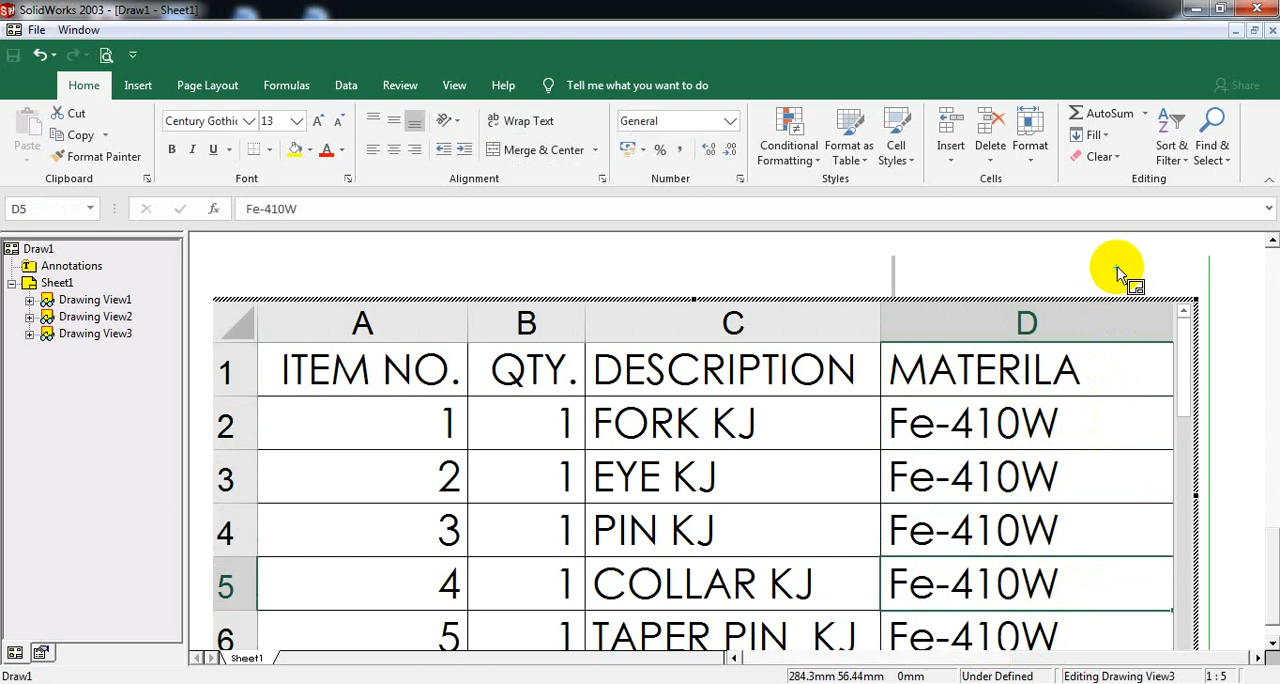 SolidWorks 2003 - [Draw1 - Sheet1]
File Window
Home Insert Page Layout Formulas Data Review View Help Tell me what you want to do Share
Paste Cut Copy Format Painter Clipboard
Century Gothic 13 B I U A Font
ab Wrap Text Merge & Center Alignment
General % , .00 Number
Conditional Formatting Format as Table Cell Styles Styles
Insert Delete Format Cells
AutoSum Fill Clear Sort & Filter Find & Select Editing
D5 fx Fe-410W
Draw1
Annotations
Sheet1
Drawing View1
Drawing View2
Drawing View3
A B C D
1 ITEM NO. QTY. DESCRIPTION MATERILA
2 1 1 FORK KJ Fe-410W
3 2 1 EYE KJ Fe-410W
4 3 1 PIN KJ Fe-410W
5 4 1 COLLAR KJ Fe-410W
6 5 1 TAPER PIN KJ Fe-410W
Sheet1
Draw1 284.3mm 56.44mm 0mm Under Defined Editing Drawing View3 1 : 5